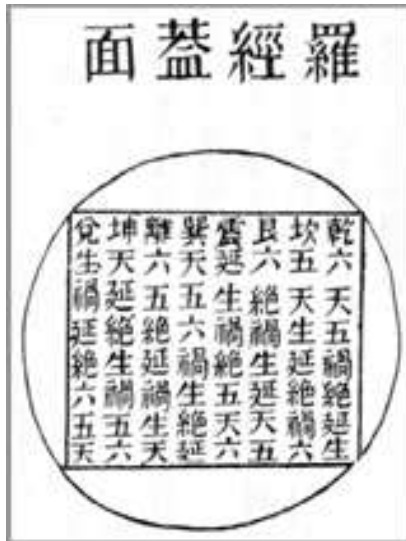 羅經蓋面
乾六天五禍絕延生
坎五天生延絕禍六
艮六絕禍生延天五
震延生禍絕五天六
巽天五六禍生絕延
離六五絕延禍生天
坤天延絕生禍五六
兌生禍延絕六五天